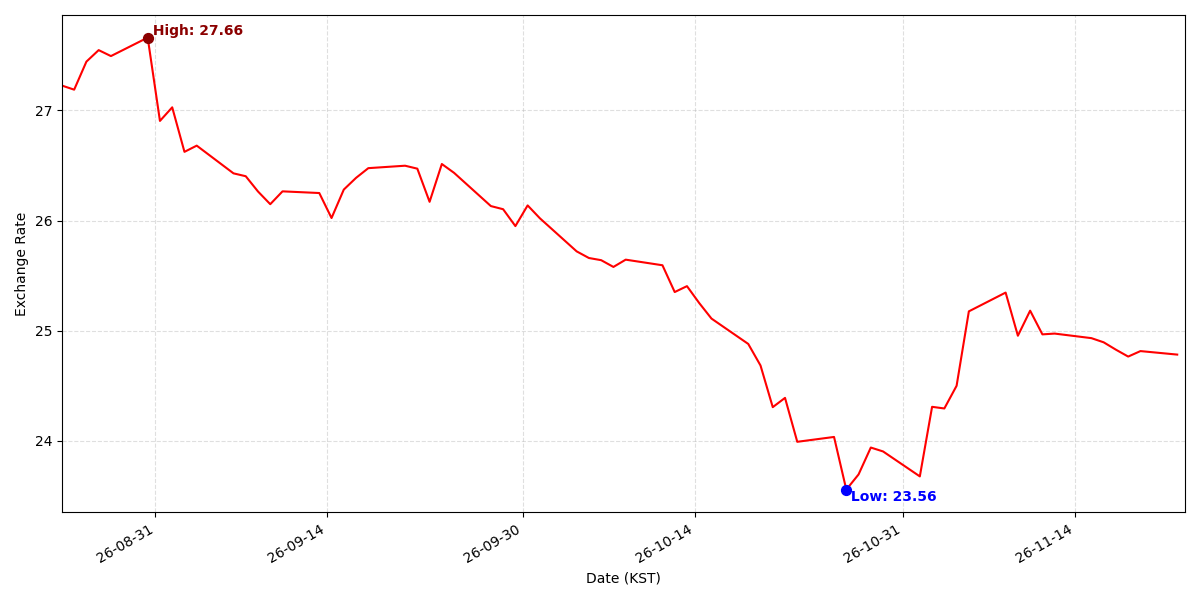 High: 27.66
27
26
25
24
Exchange Rate
Low: 23.56
26-08-31
26-09-14
26-09-30
26-10-14
26-10-31
26-11-14
Date (KST)